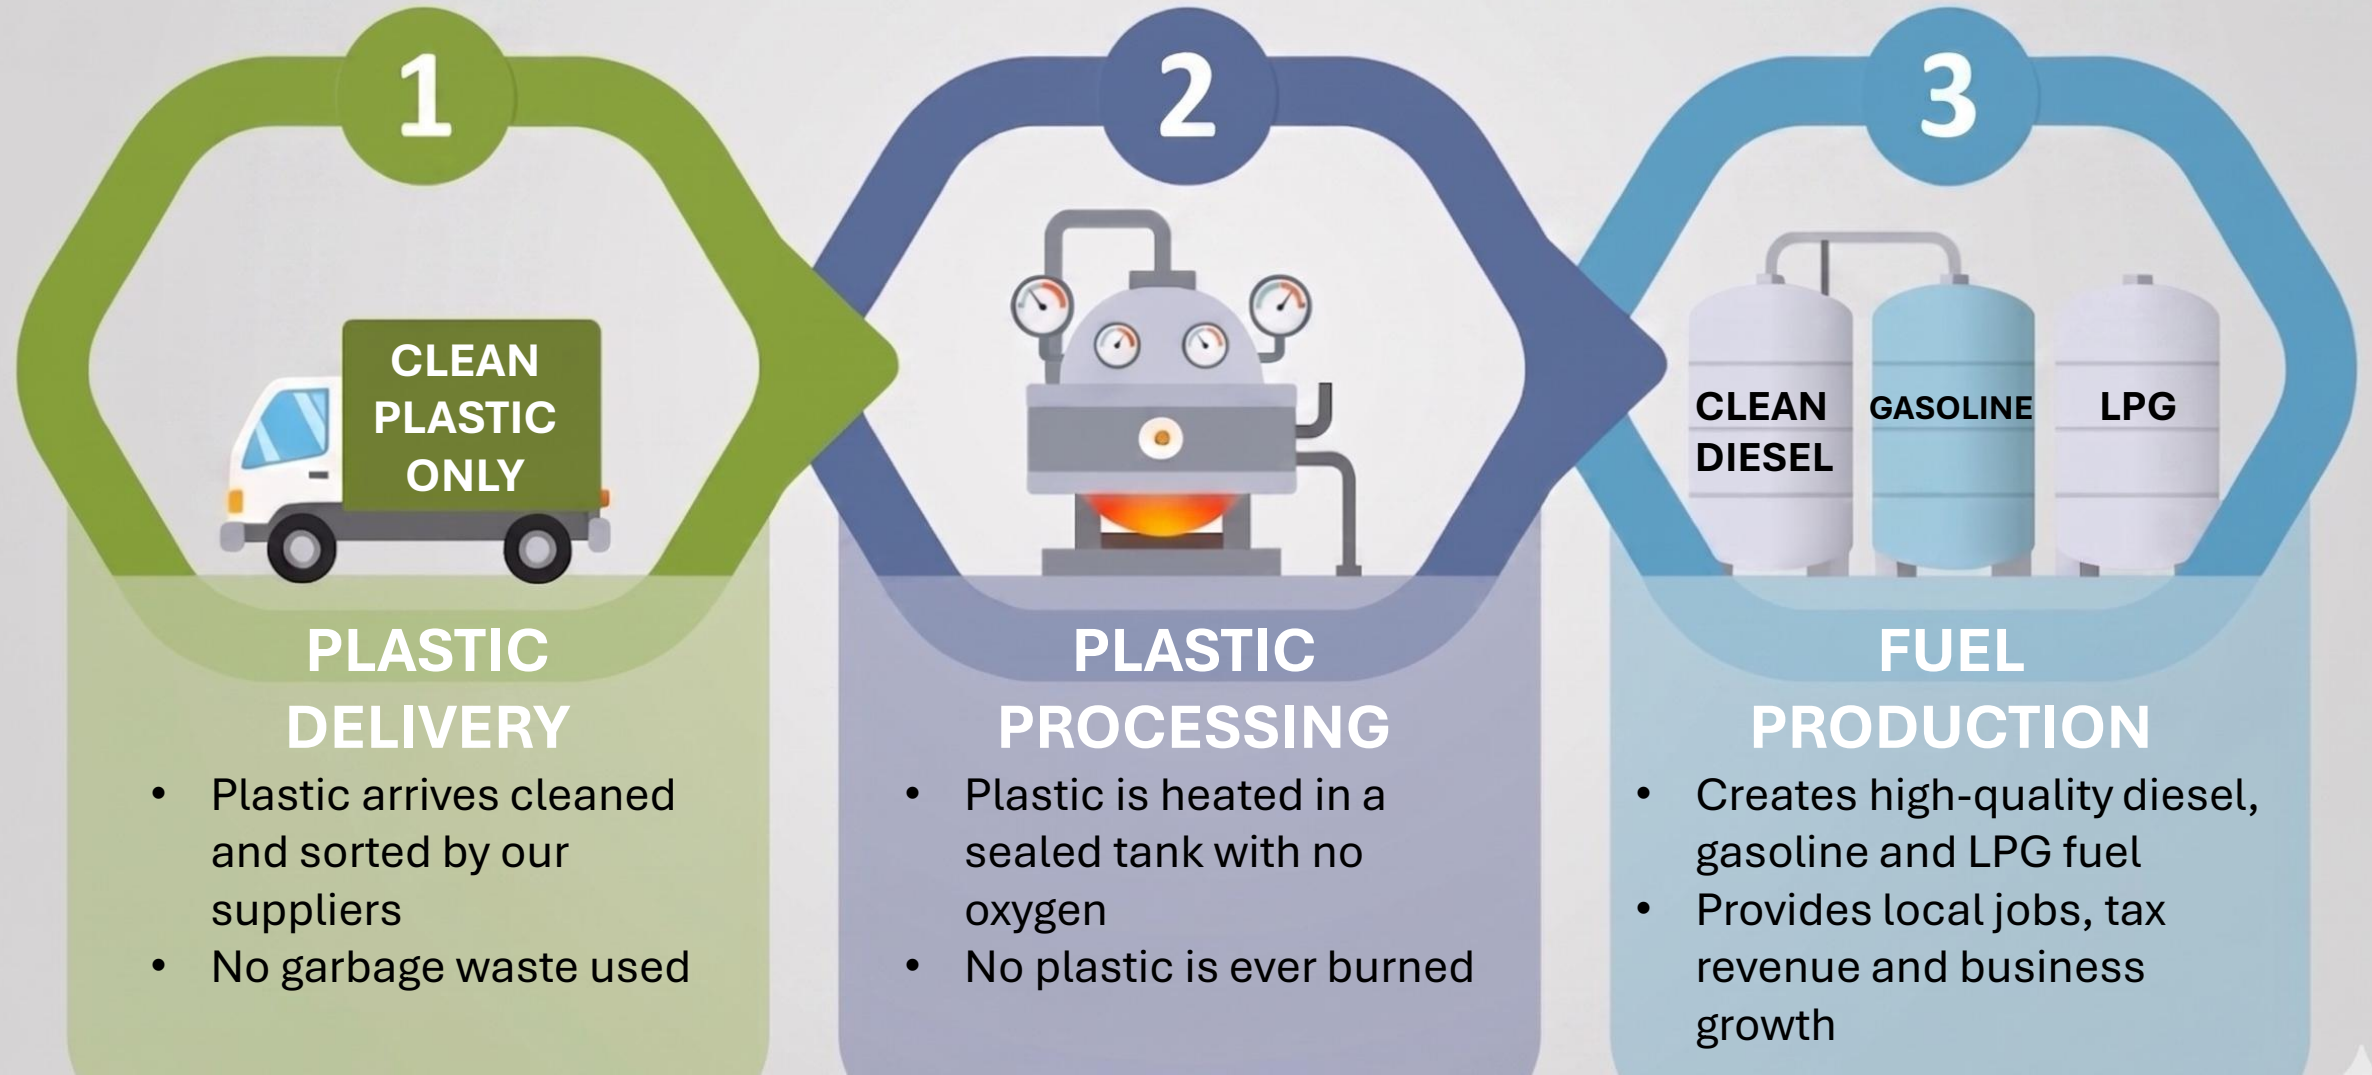 1
CLEAN
PLASTIC
ONLY
PLASTIC
DELIVERY
• Plastic arrives cleaned
and sorted by our
suppliers
• No garbage waste used
2
PLASTIC
PROCESSING
• Plastic is heated in a
sealed tank with no
oxygen
• No plastic is ever burned
3
CLEAN
DIESEL
GASOLINE
LPG
FUEL
PRODUCTION
• Creates high-quality diesel,
gasoline and LPG fuel
• Provides local jobs, tax
revenue and business
growth